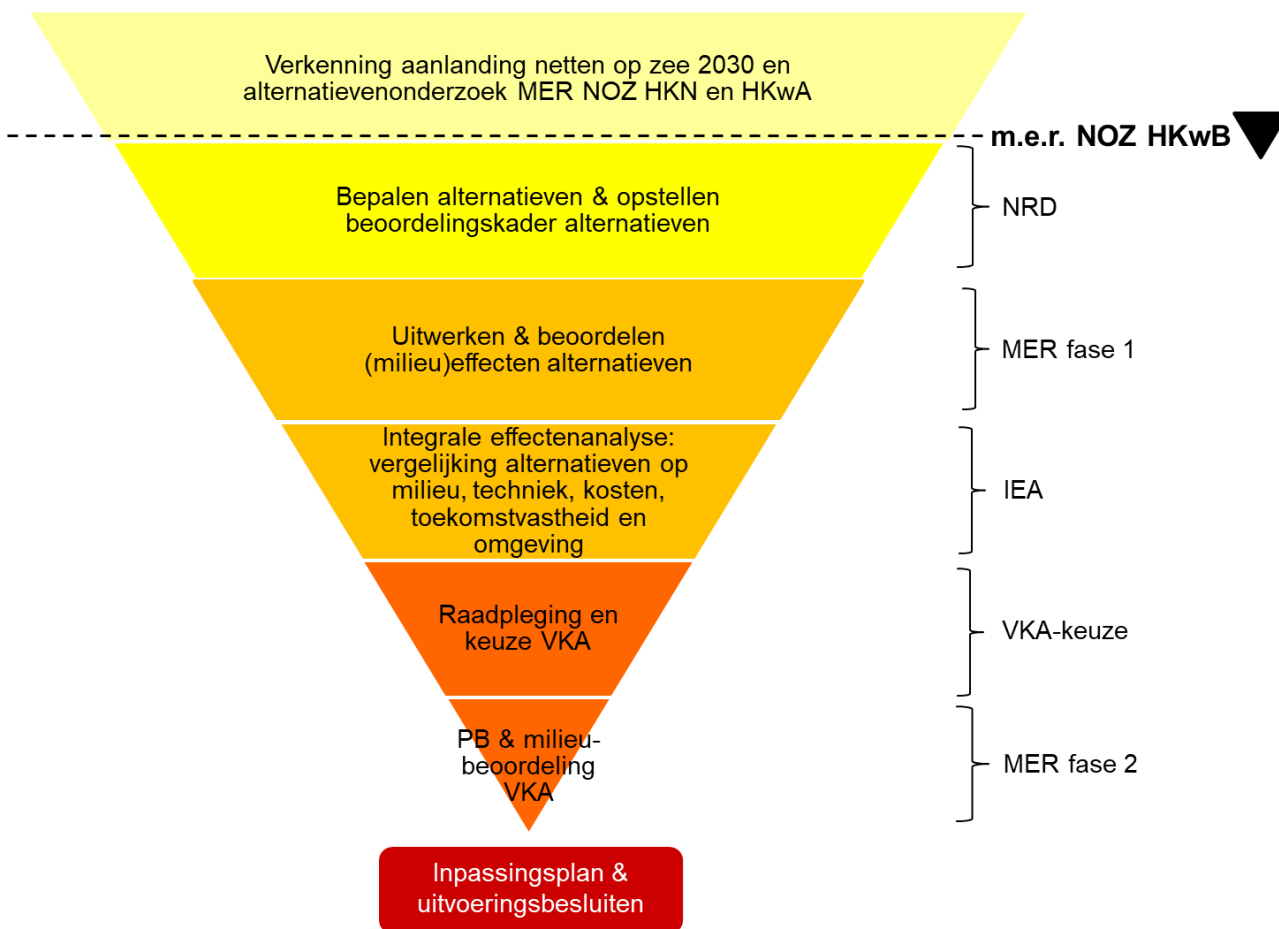 Verkenning aanlanding netten op zee 2030 en
alternatievenonderzoek MER NOZ HKN en HKwA
m.e.r. NOZ HKwB
Bepalen alternatieven & opstellen
beoordelingskader alternatieven
NRD
Uitwerken & beoordelen
(milieu)effecten alternatieven
MER fase 1
Integrale effectenanalyse:
vergelijking alternatieven op
milieu, techniek, kosten,
toekomstvastheid en
omgeving
IEA
Raadpleging en
keuze VKA
VKA-keuze
PB & milieu-
beoordeling
VKA
MER fase 2
Inpassingsplan &
uitvoeringsbesluiten